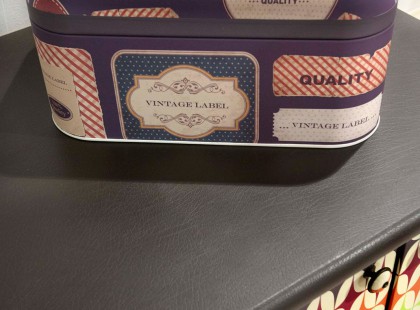 QUALITY
VINTAGE LABEL
QUALITY
... VINTAGE LABEL ...